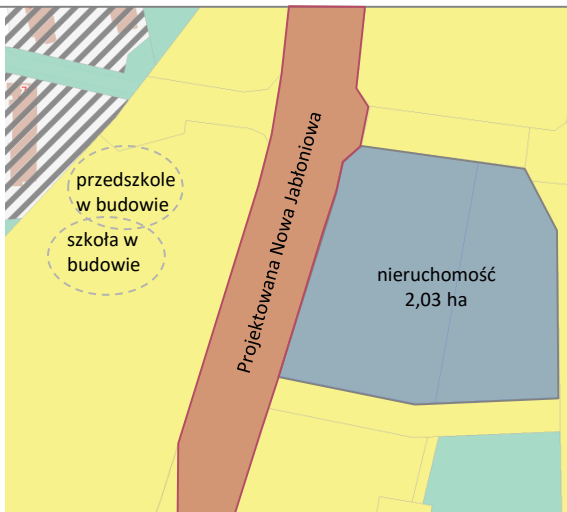 przedszkole
w budowie
szkoła w
budowie
Projektowana Nowa Jabłoniowa
nieruchomość
2,03 ha